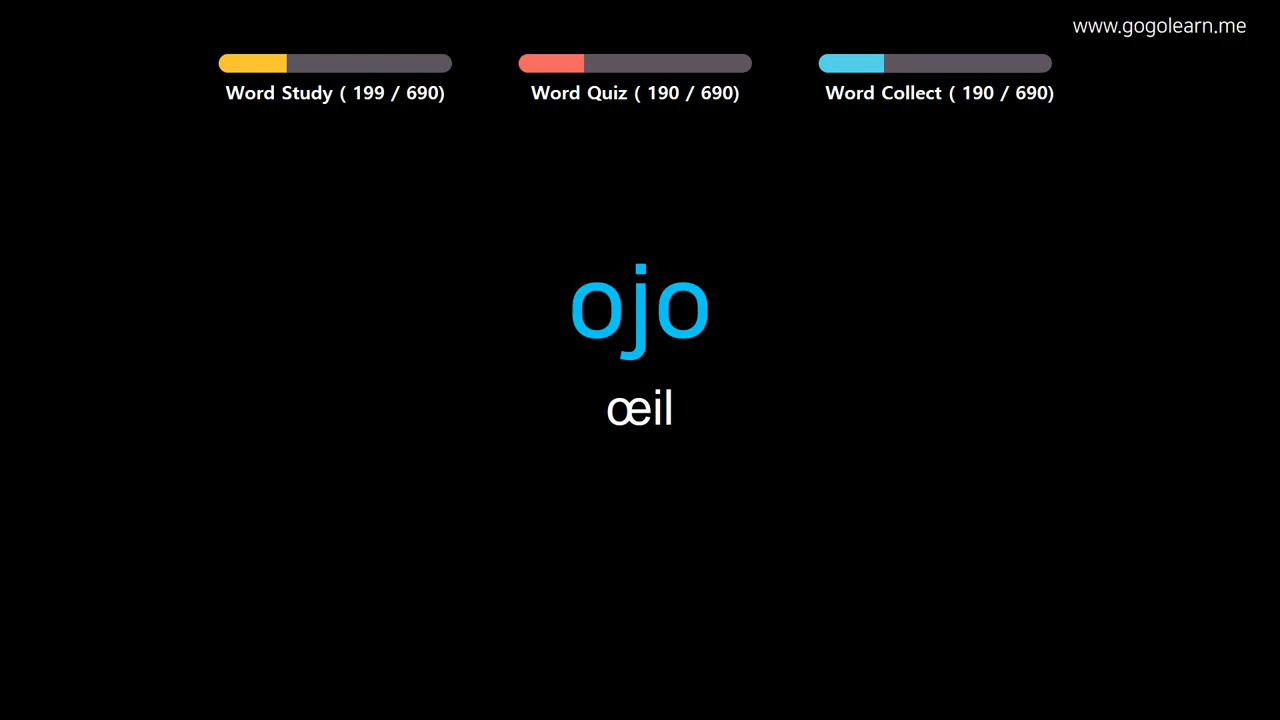 www.gogolearn.me
Word Study ( 199 / 690)
Word Quiz ( 190 / 690)
Word Collect ( 190 / 690)
ojo
œil